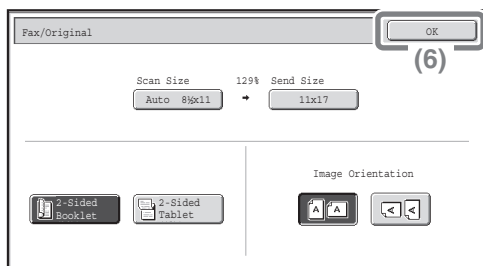 Fax/Original
OK
(6)
Scan Size 129% Send Size
Auto 8½x11 → 11x17
Image Orientation
2-Sided
Booklet
2-Sided
Tablet
A A A A